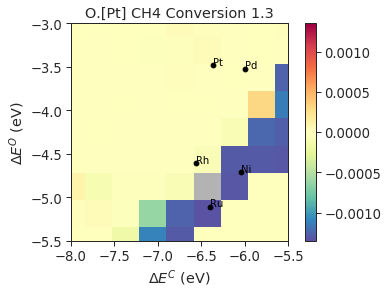 O.[Pt] CH4 Conversion 1.3
−3.0
−3.5
−4.0
−4.5
−5.0
−5.5
ΔE^O (eV)
Pt
Pd
Rh
Ni
Ru
−8.0 −7.5 −7.0 −6.5 −6.0 −5.5
ΔE^C (eV)
0.0010
0.0005
0.0000
−0.0005
−0.0010